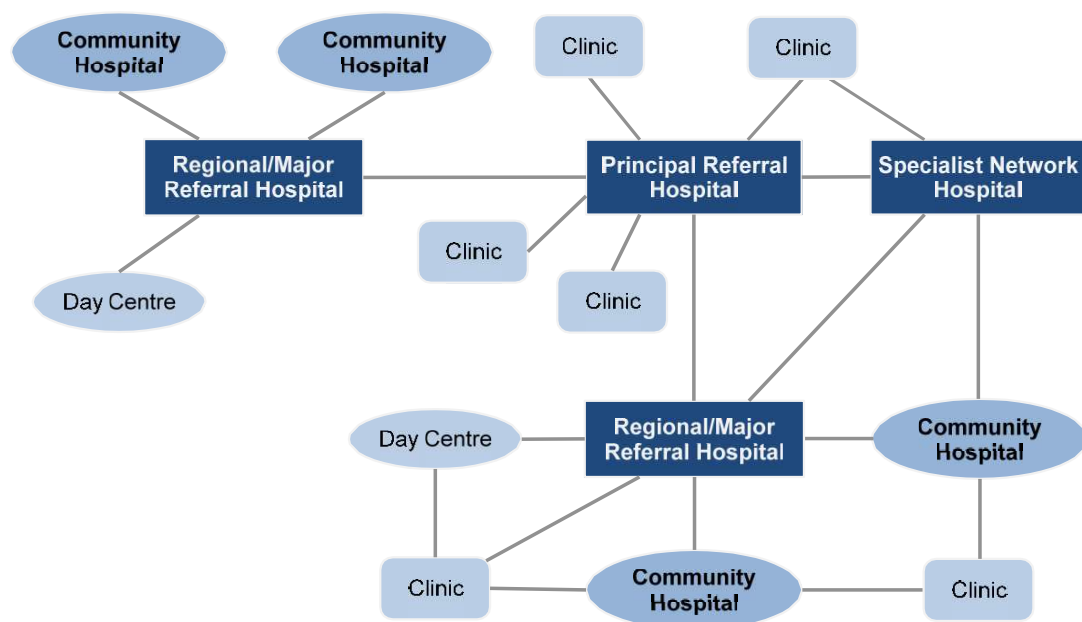 Community
Hospital
Community
Hospital
Clinic
Clinic
Regional/Major
Referral Hospital
Principal Referral
Hospital
Specialist Network
Hospital
Clinic
Clinic
Day Centre
Day Centre
Regional/Major
Referral Hospital
Community
Hospital
Clinic
Community
Hospital
Clinic